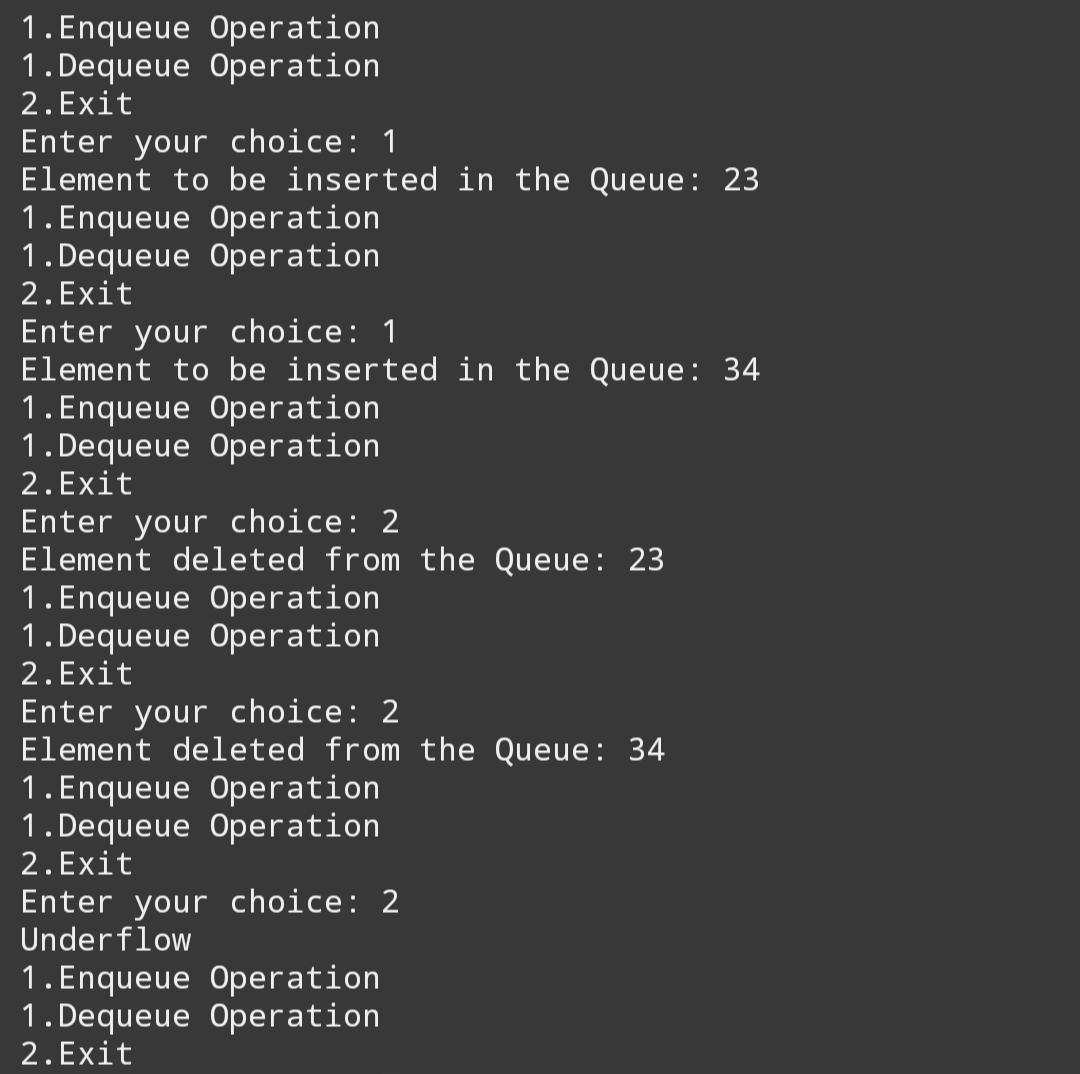 1.Enqueue Operation
1.Dequeue Operation
2.Exit
Enter your choice: 1
Element to be inserted in the Queue: 23
1.Enqueue Operation
1.Dequeue Operation
2.Exit
Enter your choice: 1
Element to be inserted in the Queue: 34
1.Enqueue Operation
1.Dequeue Operation
2.Exit
Enter your choice: 2
Element deleted from the Queue: 23
1.Enqueue Operation
1.Dequeue Operation
2.Exit
Enter your choice: 2
Element deleted from the Queue: 34
1.Enqueue Operation
1.Dequeue Operation
2.Exit
Enter your choice: 2
Underflow
1.Enqueue Operation
1.Dequeue Operation
2.Exit